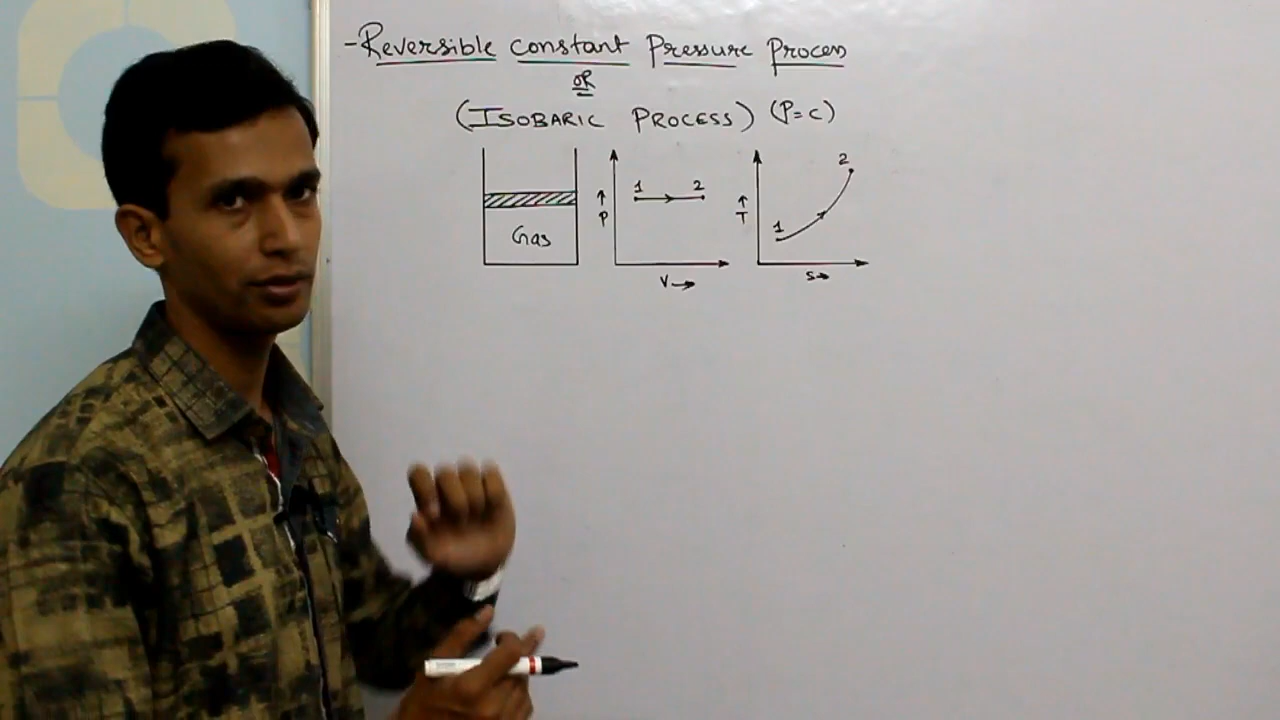 -Reversible constant Pressure Process
OR
(ISOBARIC PROCESS) (P=C)
Gas
↑
P
1 2
V→
↑
T
1
2
S→